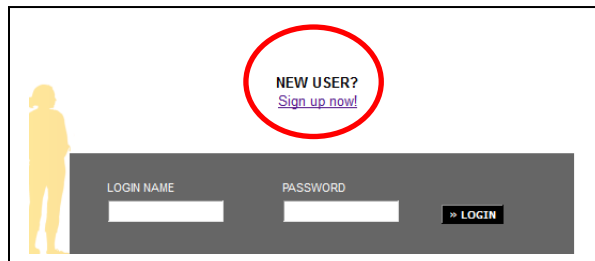 NEW USER?
Sign up now!
LOGIN NAME
PASSWORD
» LOGIN